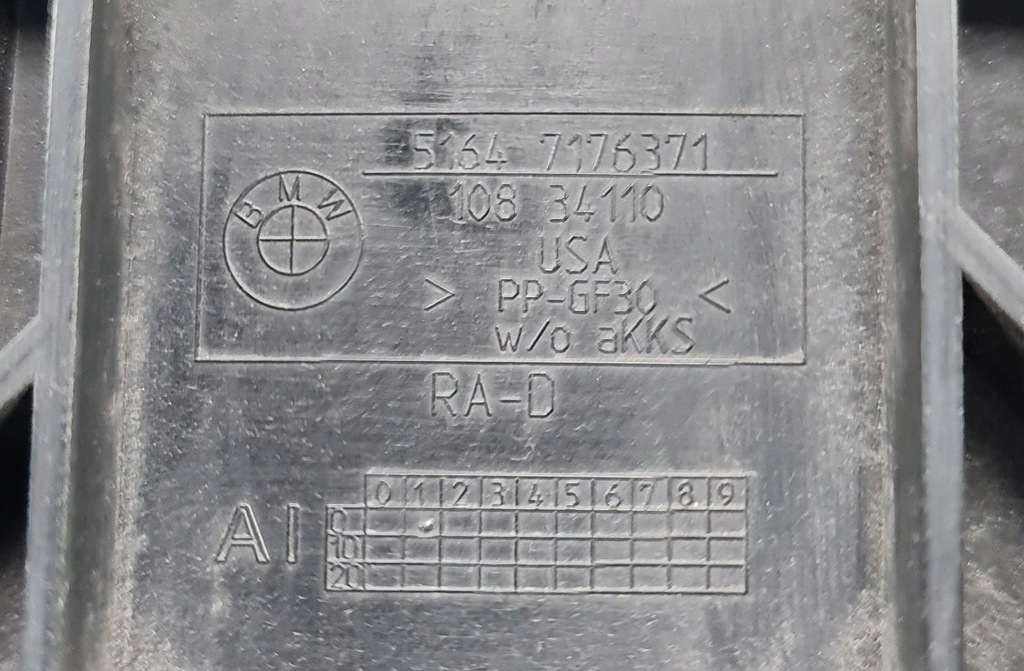 5164 7176371
BMW
108 34110
USA
> PP-GF30 <
w/o aKKS
RA-D
0 1 2 3 4 5 6 7 8 9
AI
0
10
20